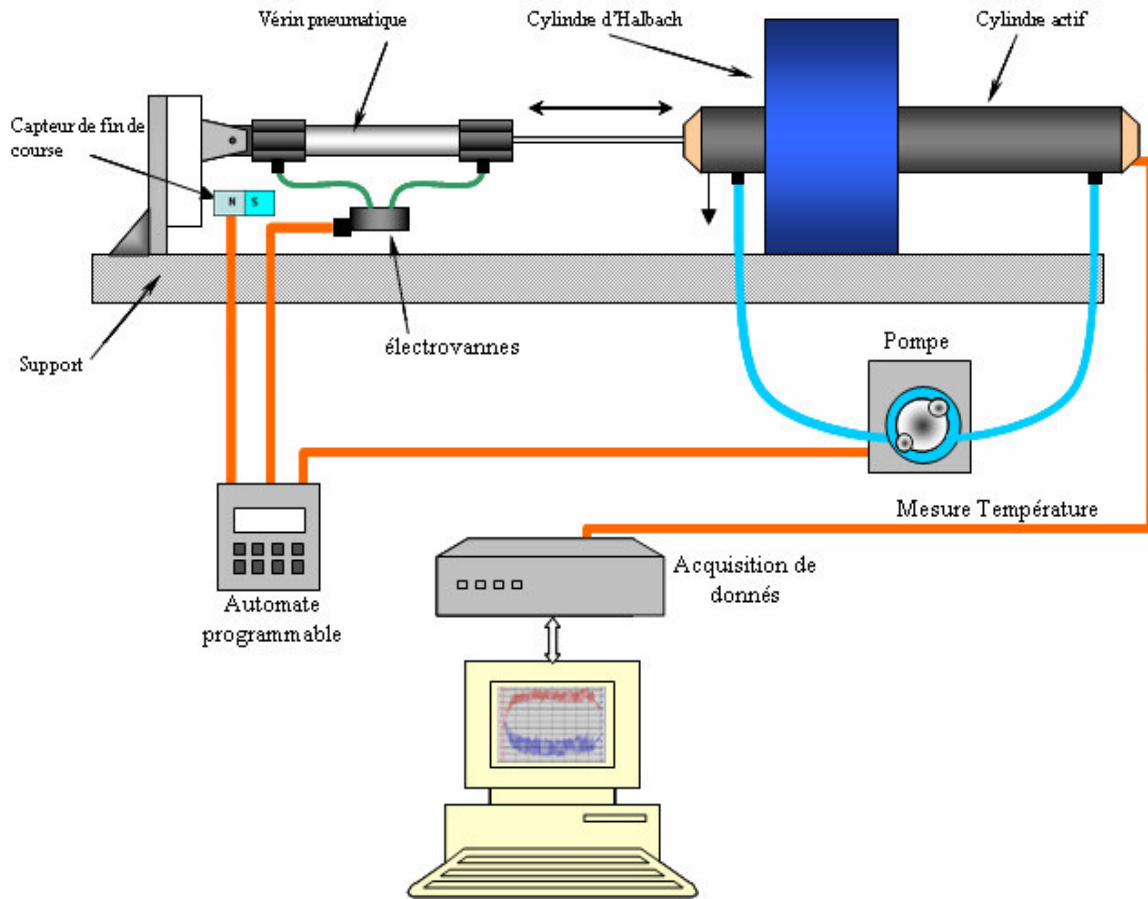 Vérin pneumatique
Cylindre d'Halbach
Cylindre actif
Capteur de fin de
course
N S
Support
électrovannes
Pompe
Mesure Température
Acquisition de
donnés
Automate
programmable